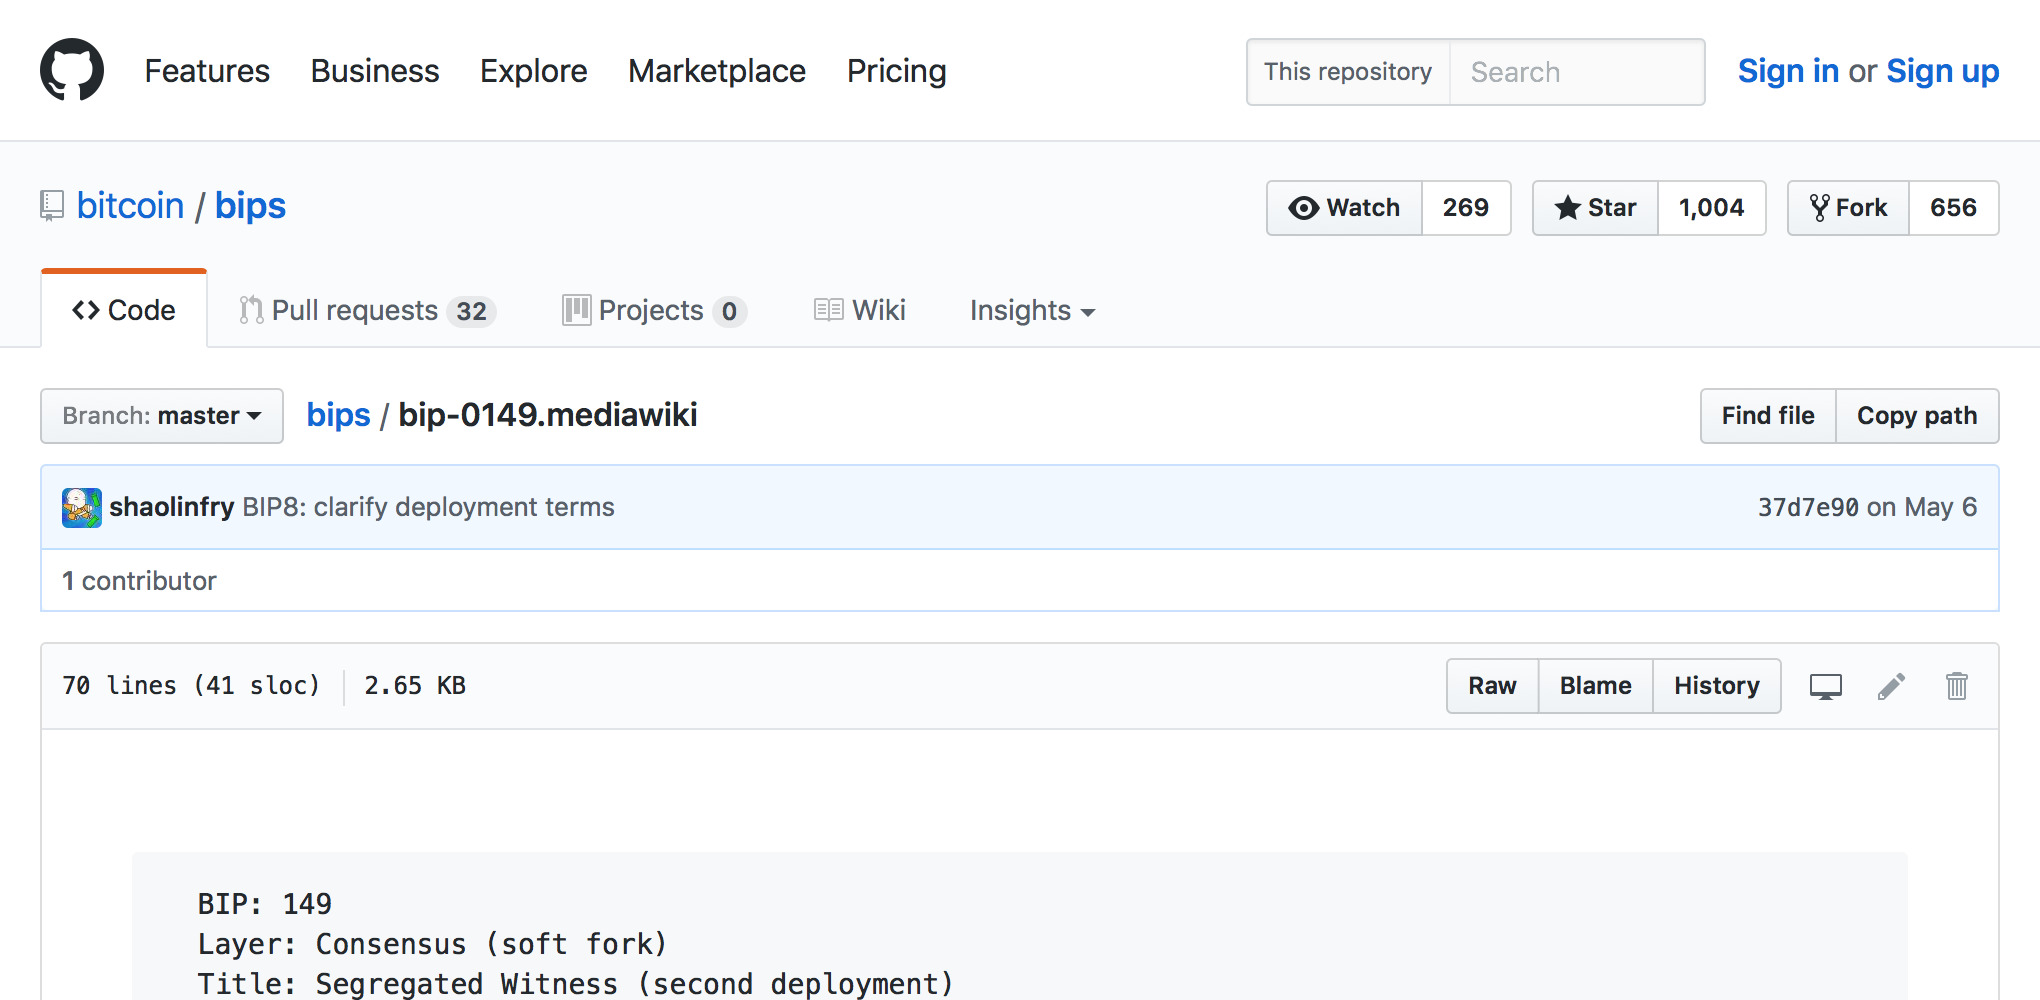 Features Business Explore Marketplace Pricing This repository Search Sign in or Sign up
bitcoin / bips Watch 269 Star 1,004 Fork 656
Code Pull requests 32 Projects 0 Wiki Insights
Branch: master bips / bip-0149.mediawiki Find file Copy path
shaolinfry BIP8: clarify deployment terms 37d7e90 on May 6
1 contributor
70 lines (41 sloc) 2.65 KB Raw Blame History
BIP: 149
Layer: Consensus (soft fork)
Title: Segregated Witness (second deployment)